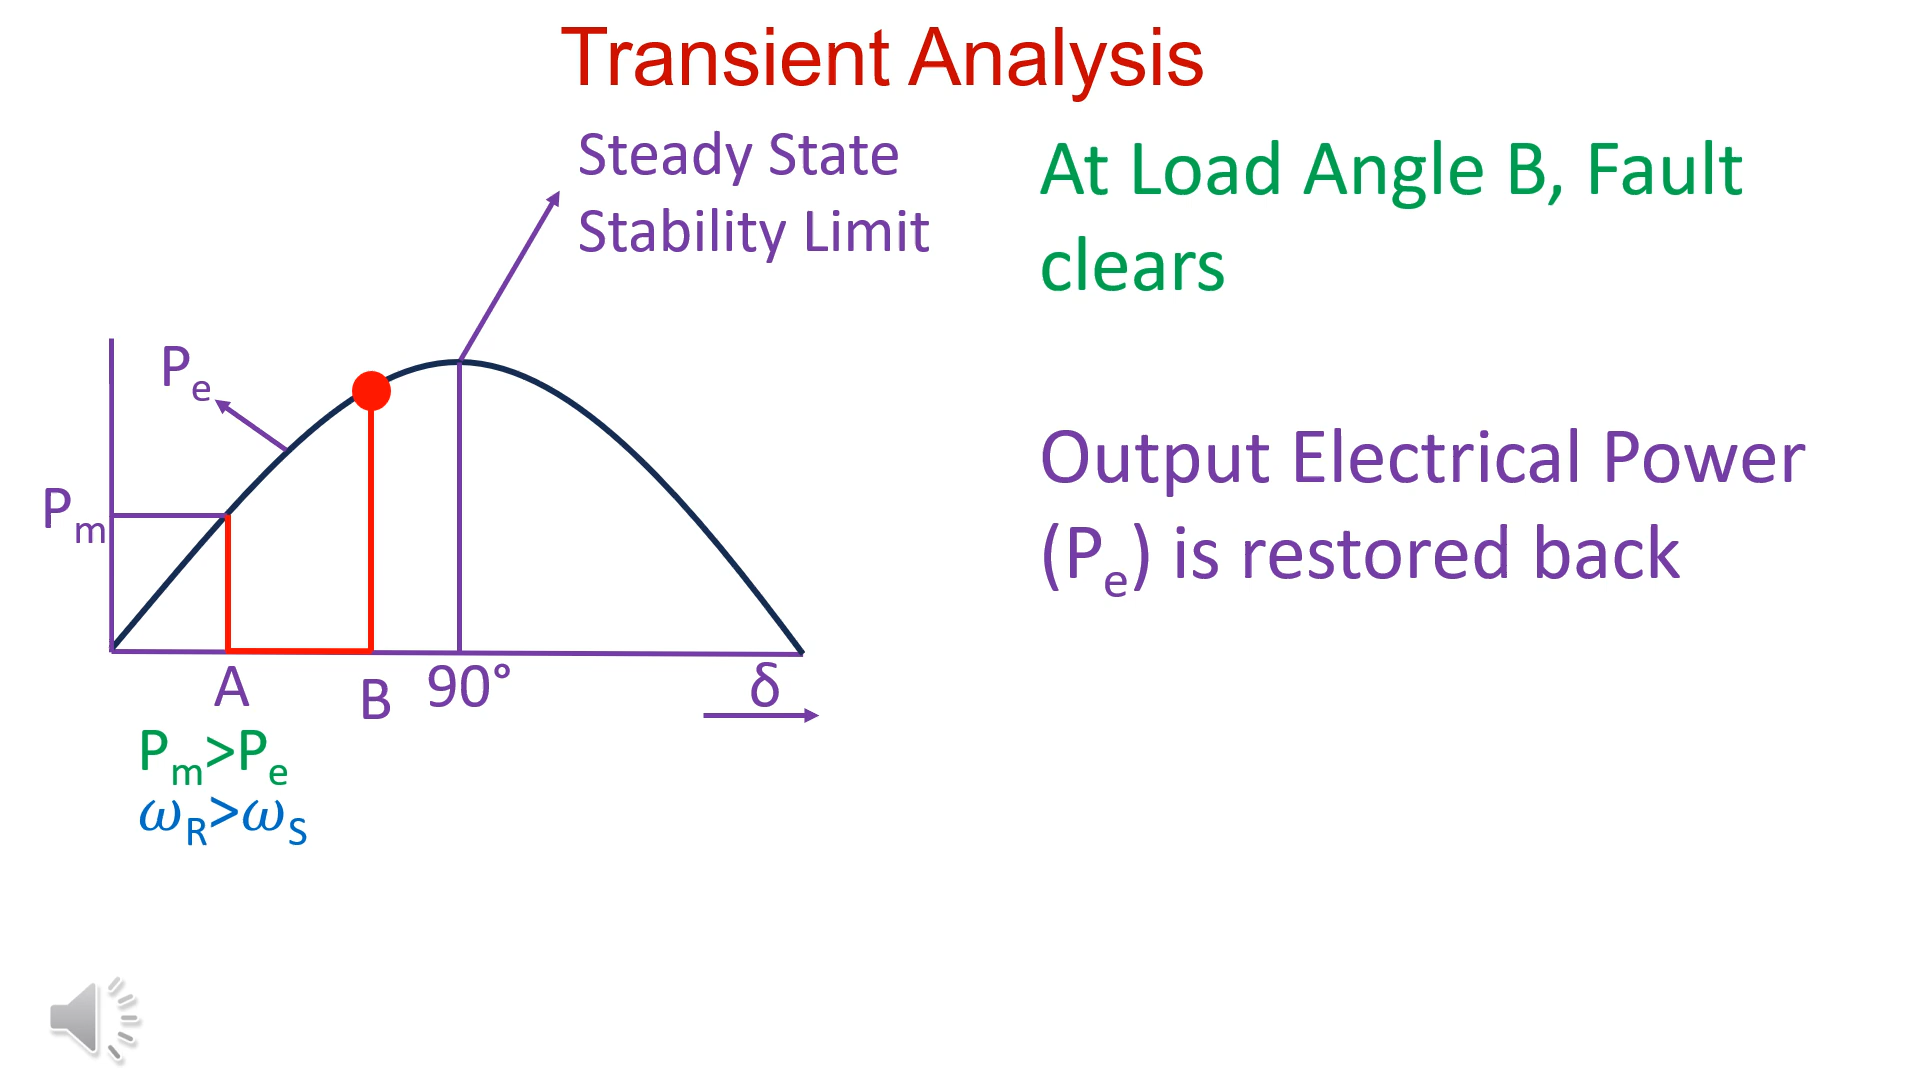 Transient Analysis
Steady State
Stability Limit
At Load Angle B, Fault
clears
Output Electrical Power
(Pₑ) is restored back
Pₑ
Pₘ
A
B
90°
δ
Pₘ>Pₑ
𝜔R>𝜔S